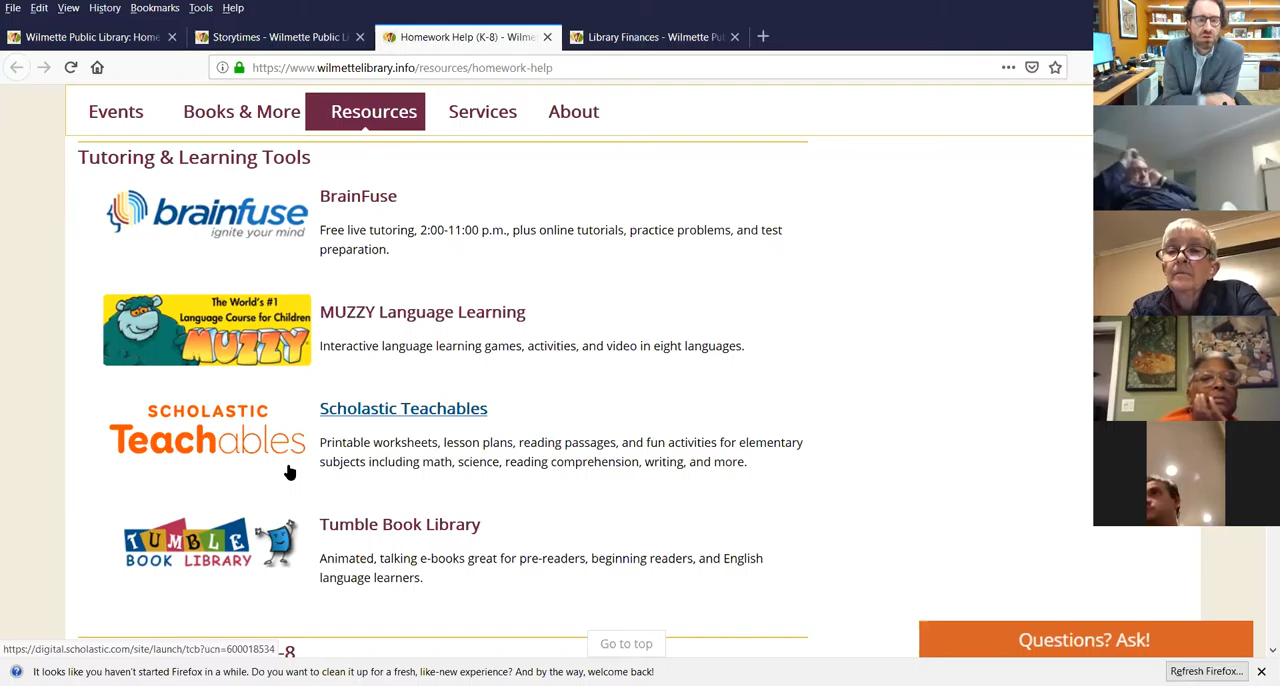 File Edit View History Bookmarks Tools Help
Wilmette Public Library: Home
Storytimes - Wilmette Public Li
Homework Help (K-8) - Wilme
Library Finances - Wilmette Pu
https://www.wilmettelibrary.info/resources/homework-help
Events Books & More Resources Services About
Tutoring & Learning Tools
brainfuse
ignite your mind
BrainFuse
Free live tutoring, 2:00-11:00 p.m., plus online tutorials, practice problems, and test
preparation.
The World's #1
Language Course for Children
MUZZY
MUZZY Language Learning
Interactive language learning games, activities, and video in eight languages.
SCHOLASTIC
Teachables
Scholastic Teachables
Printable worksheets, lesson plans, reading passages, and fun activities for elementary
subjects including math, science, reading comprehension, writing, and more.
TUMBLE
BOOK LIBRARY
Tumble Book Library
Animated, talking e-books great for pre-readers, beginning readers, and English
language learners.
Go to top
Questions? Ask!
https://digital.scholastic.com/site/launch/tcb?ucn=600018534
-8
It looks like you haven't started Firefox in a while. Do you want to clean it up for a fresh, like-new experience? And by the way, welcome back!
Refresh Firefox...